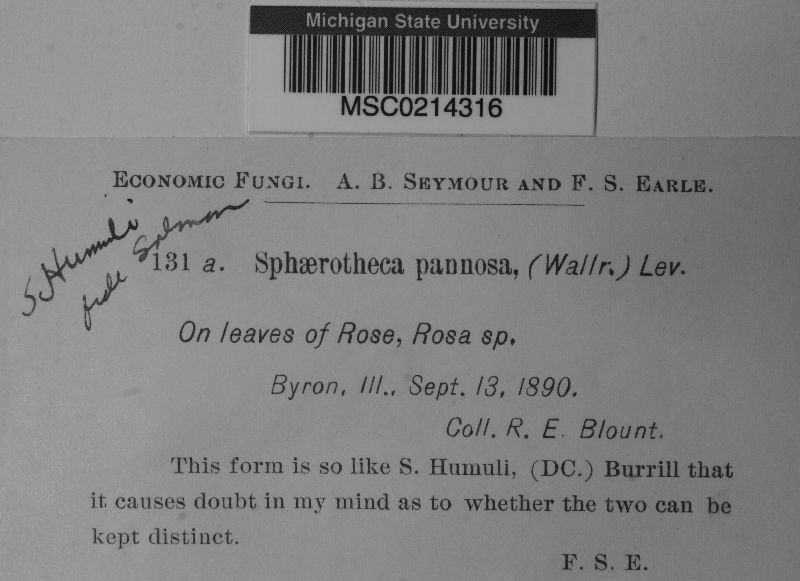 Michigan State University
MSC0214316
ECONOMIC FUNGI. A. B. SEYMOUR AND F. S. EARLE.
S. Humuli
fide Salmon
131 a. Sphærotheca pannosa, (Wallr.) Lev.
On leaves of Rose, Rosa sp.
Byron, Ill., Sept. 13, 1890.
Coll. R. E. Blount.
This form is so like S. Humuli, (DC.) Burrill that
it causes doubt in my mind as to whether the two can be
kept distinct.
F. S. E.